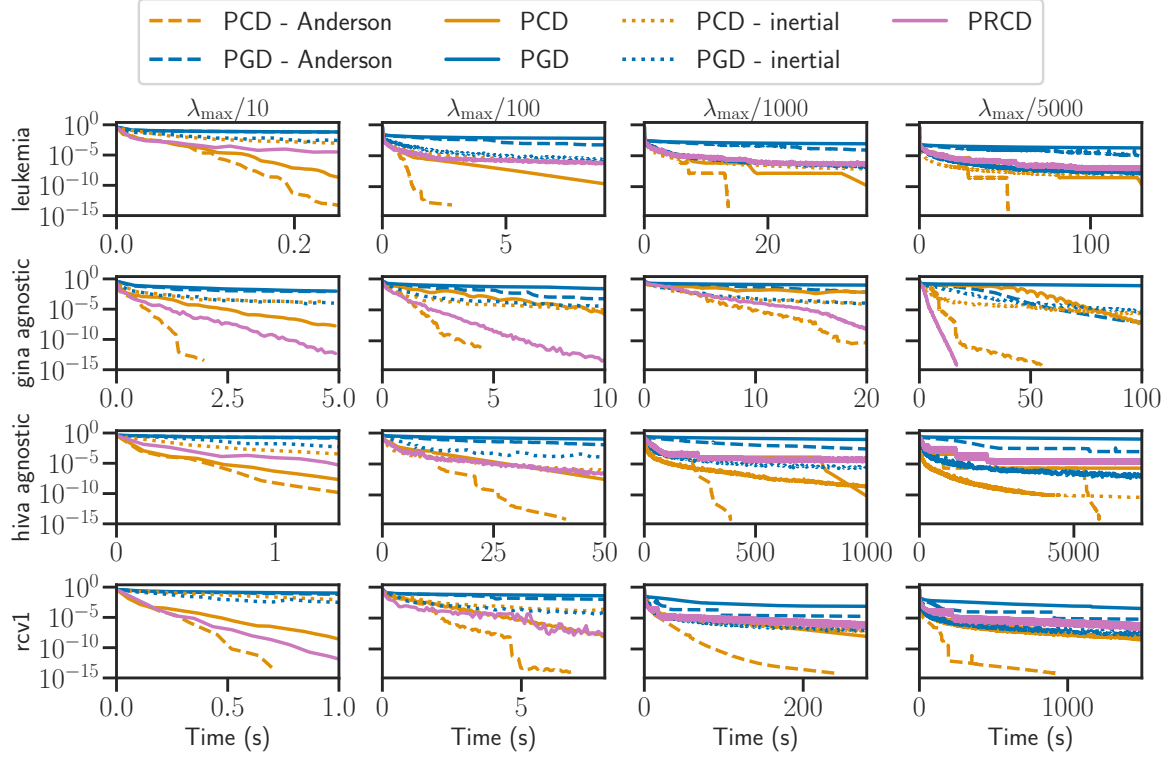 PCD - Anderson PCD PCD - inertial PRCD
PGD - Anderson PGD PGD - inertial
λmax/10 λmax/100 λmax/1000 λmax/5000
leukemia
10^0
10^-5
10^-10
10^-15
0.0 0.2 0 5 0 20 0 100
gina agnostic
10^0
10^-5
10^-10
10^-15
0.0 2.5 5.0 0 5 10 0 10 20 0 50 100
hiva agnostic
10^0
10^-5
10^-10
10^-15
0 1 0 25 50 0 500 1000 0 5000
rcv1
10^0
10^-5
10^-10
10^-15
0.0 0.5 1.0 0 5 0 200 0 1000
Time (s) Time (s) Time (s) Time (s)